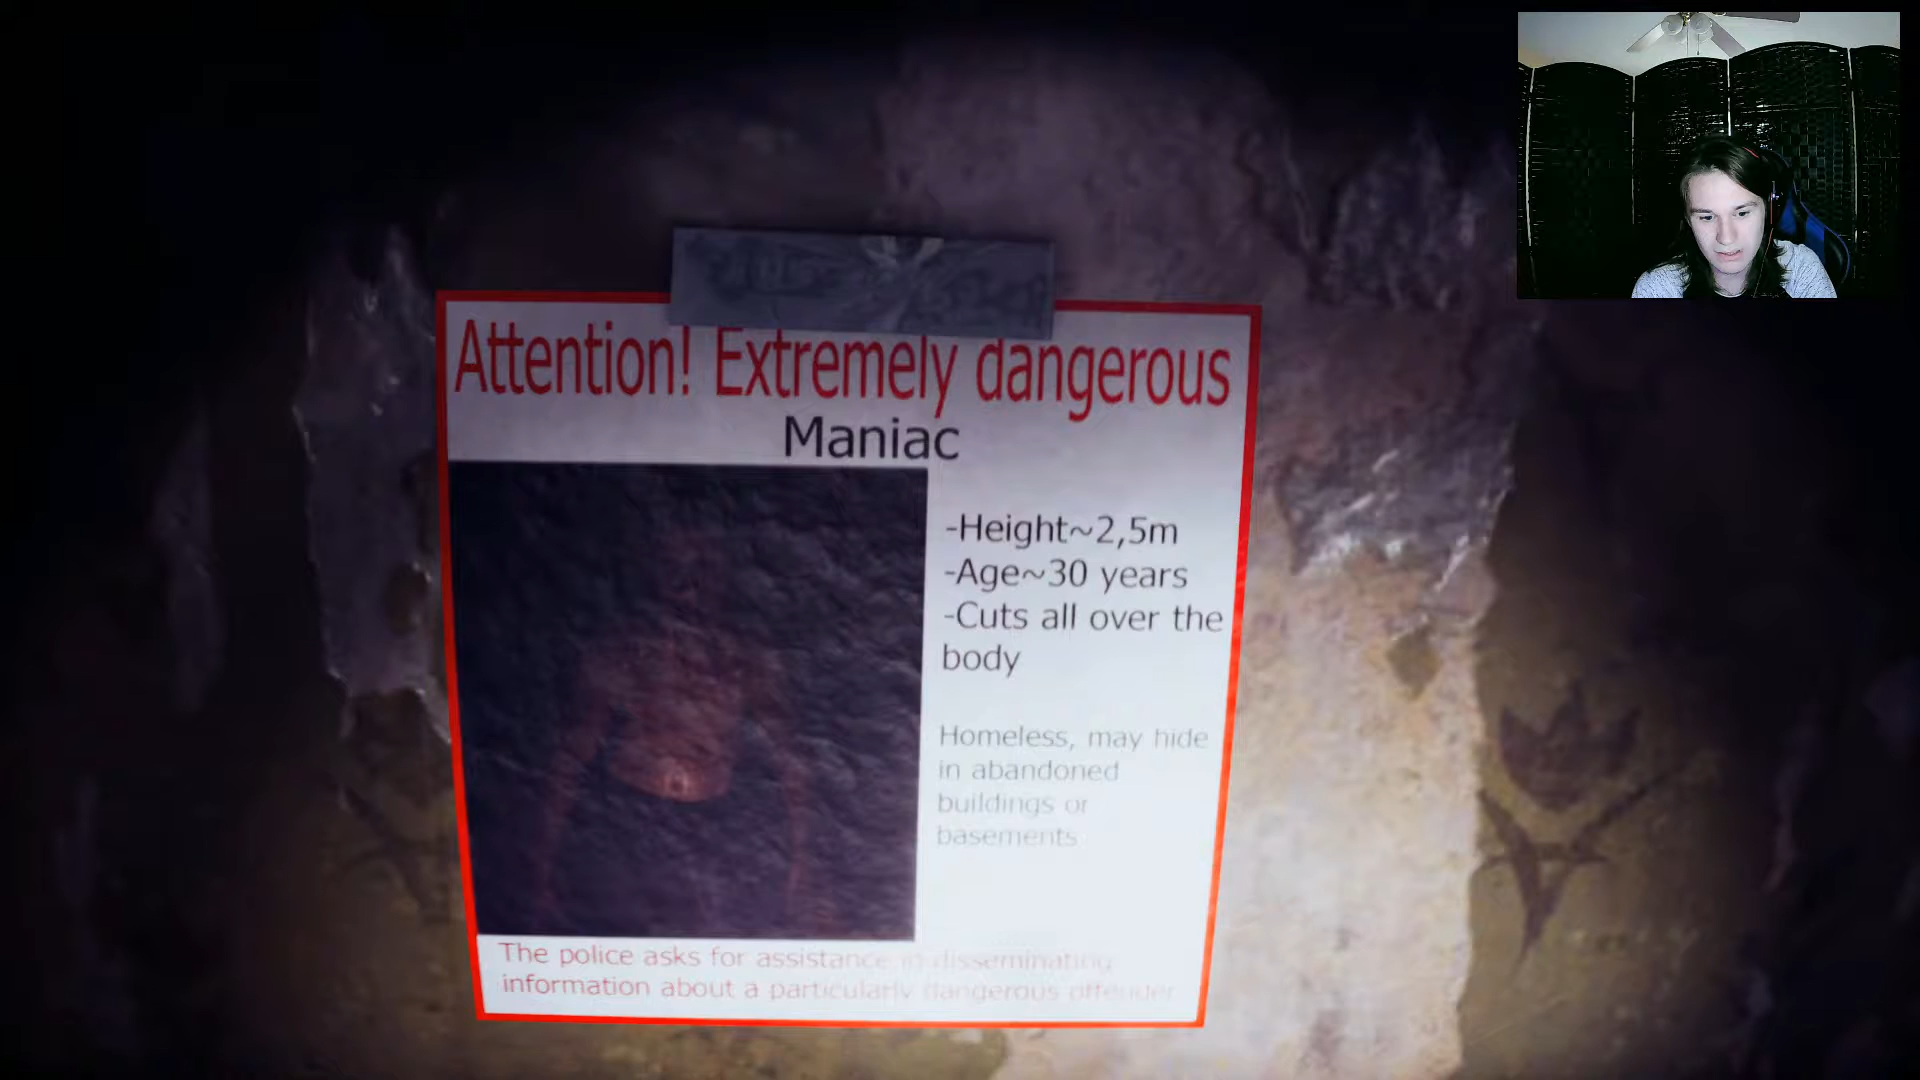 Attention! Extremely dangerous
Maniac
-Height~2,5m
-Age~30 years
-Cuts all over the
body
Homeless, may hide
in abandoned
buildings or
basements
The police asks for assistance in disseminating
information about a particularly dangerous offender